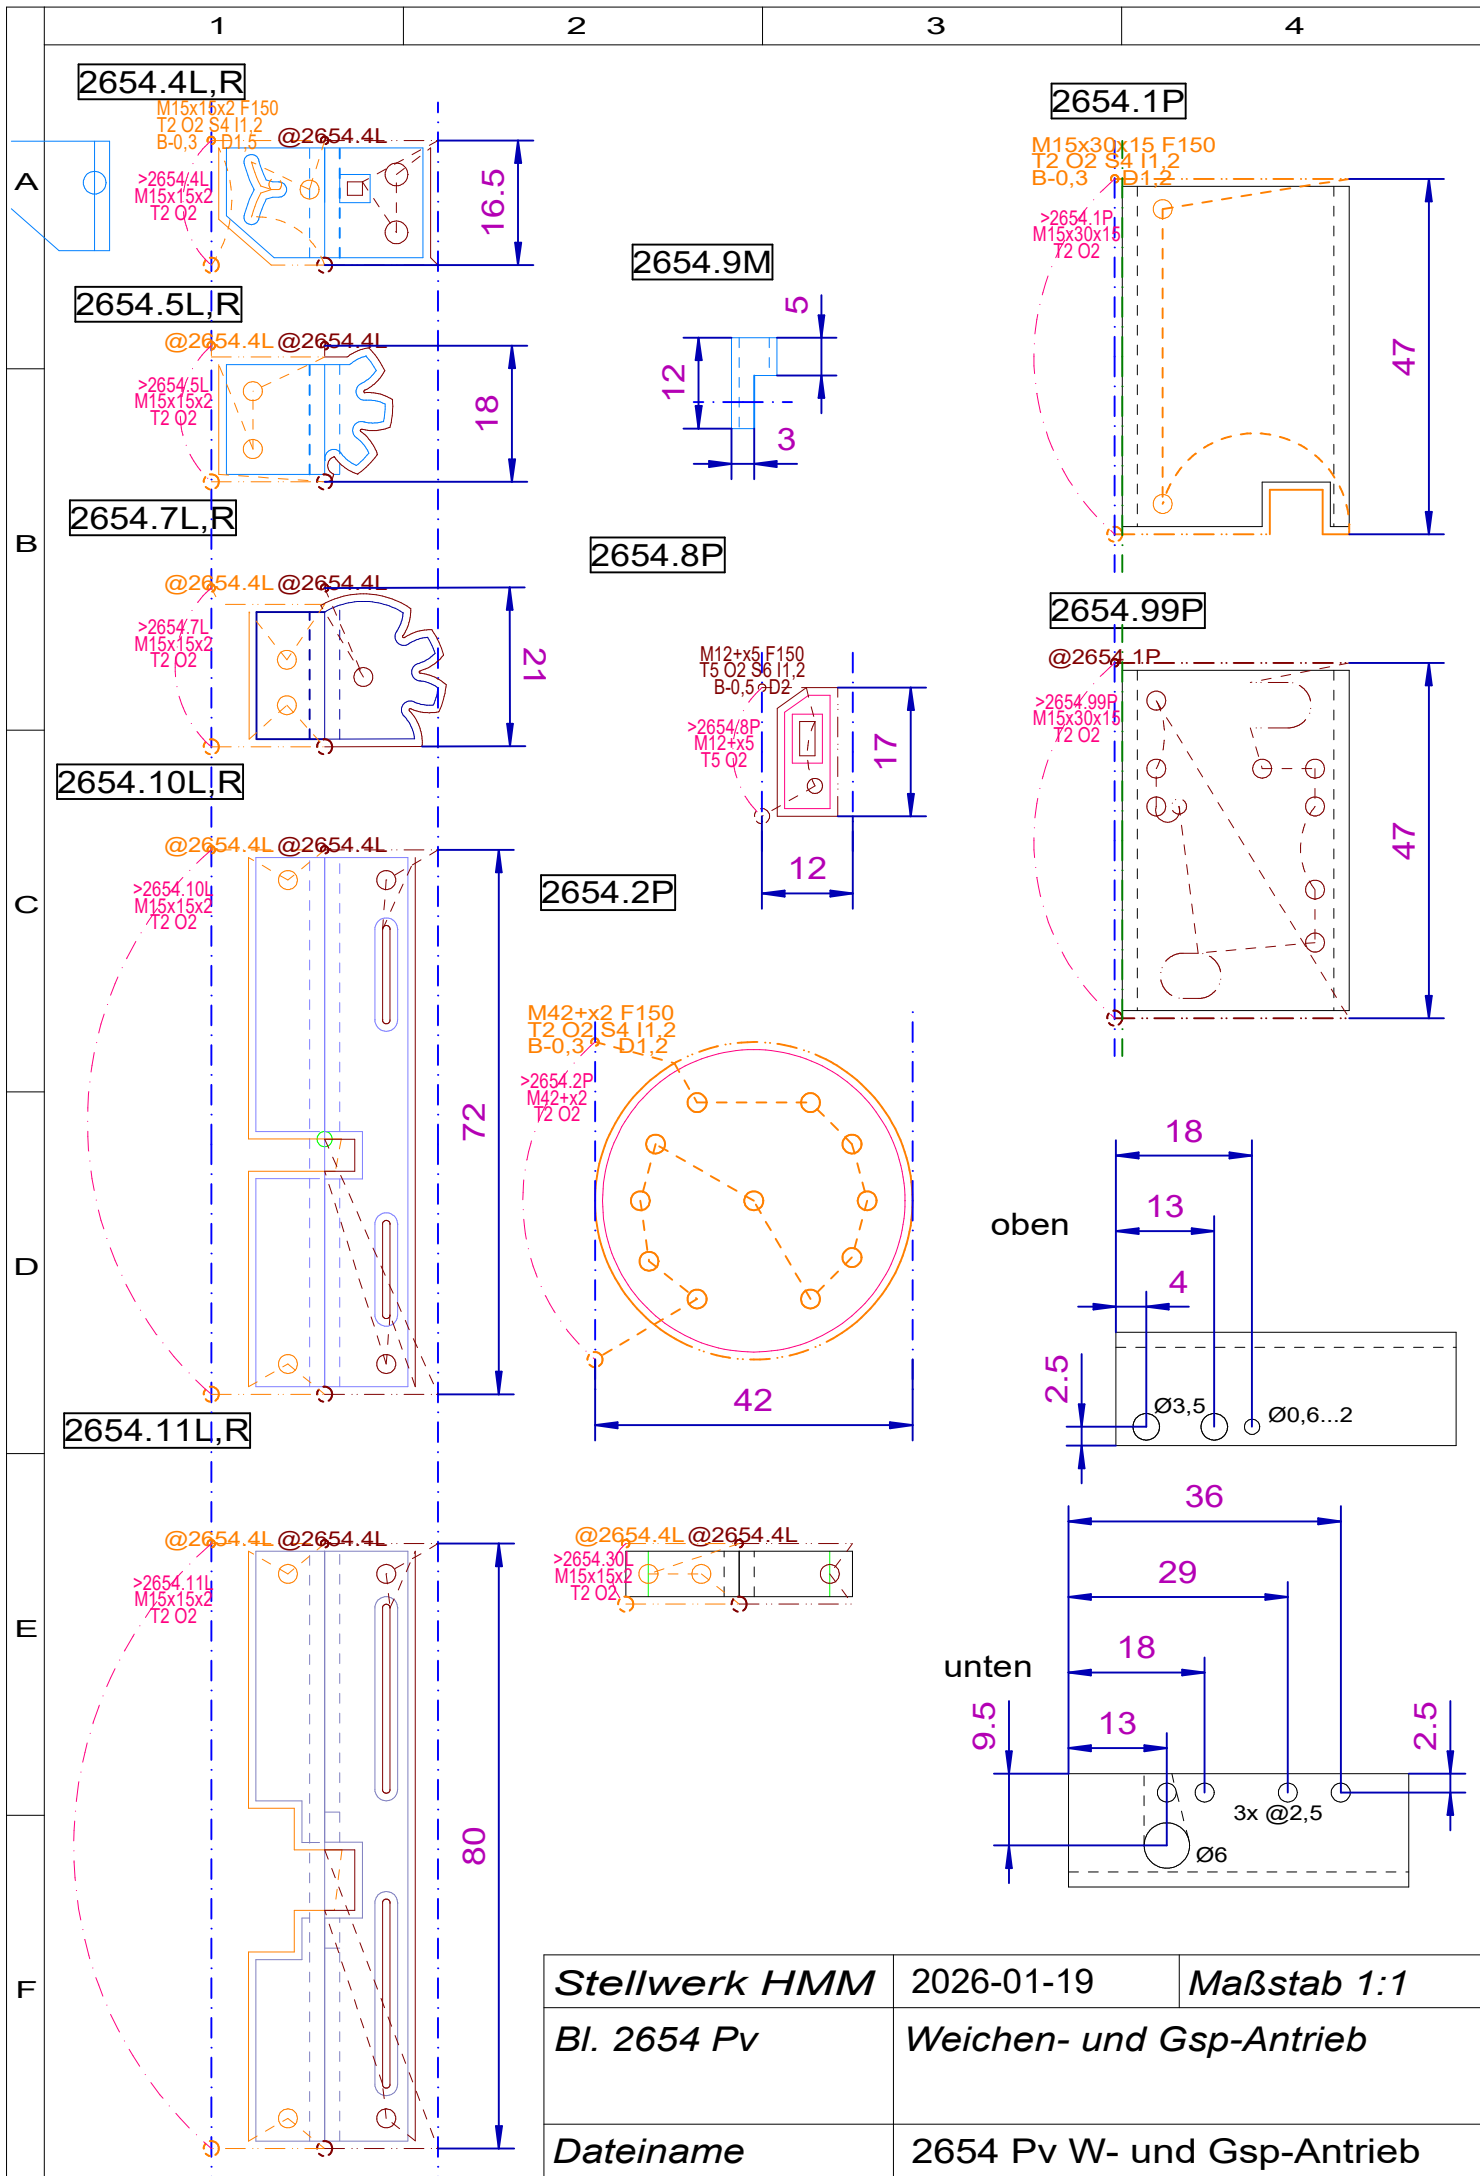 1
2
3
4
A
B
C
D
E
F
2654.4L,R
M15x15x2 F150
T2 O2 S4 I1,2
B-0,3 D1,5
@2654.4L
>2654/4L
M15x15x2
T2 O2
16.5
2654.5L,R
@2654.4L @2654.4L
>2654/5L
M15x15x2
T2 O2
18
2654.7L,R
@2654.4L @2654.4L
>2654.7L
M15x15x2
T2 O2
21
2654.10L,R
@2654.4L @2654.4L
>2654.10L
M15x15x2
T2 O2
72
2654.11L,R
@2654.4L @2654.4L
>2654.11L
M15x15x2
T2 O2
80
2654.9M
5
12
3
2654.8P
M12+x5 F150
T5 O2 S6 I1,2
B-0,5 D2
>2654/8P
M12+x5
T5 O2
17
12
2654.2P
M42+x2 F150
T2 O2 S4 I1,2
B-0,3 D1,2
>2654.2P
M42+x2
T2 O2
42
@2654.4L @2654.4L
>2654.30L
M15x15x2
T2 O2
2654.1P
M15x30x15 F150
T2 O2 S4 I1,2
B-0,3 D1,2
>2654.1P
M15x30x15
T2 O2
47
2654.99P
@2654.1P
>2654.99P
M15x30x15
T2 O2
47
oben
18
13
4
2.5
Ø3,5
Ø0,6...2
unten
36
29
18
13
9.5
2.5
3x @2,5
Ø6
Stellwerk HMM
2026-01-19
Maßstab 1:1
Bl. 2654 Pv
Weichen- und Gsp-Antrieb
Dateiname
2654 Pv W- und Gsp-Antrieb